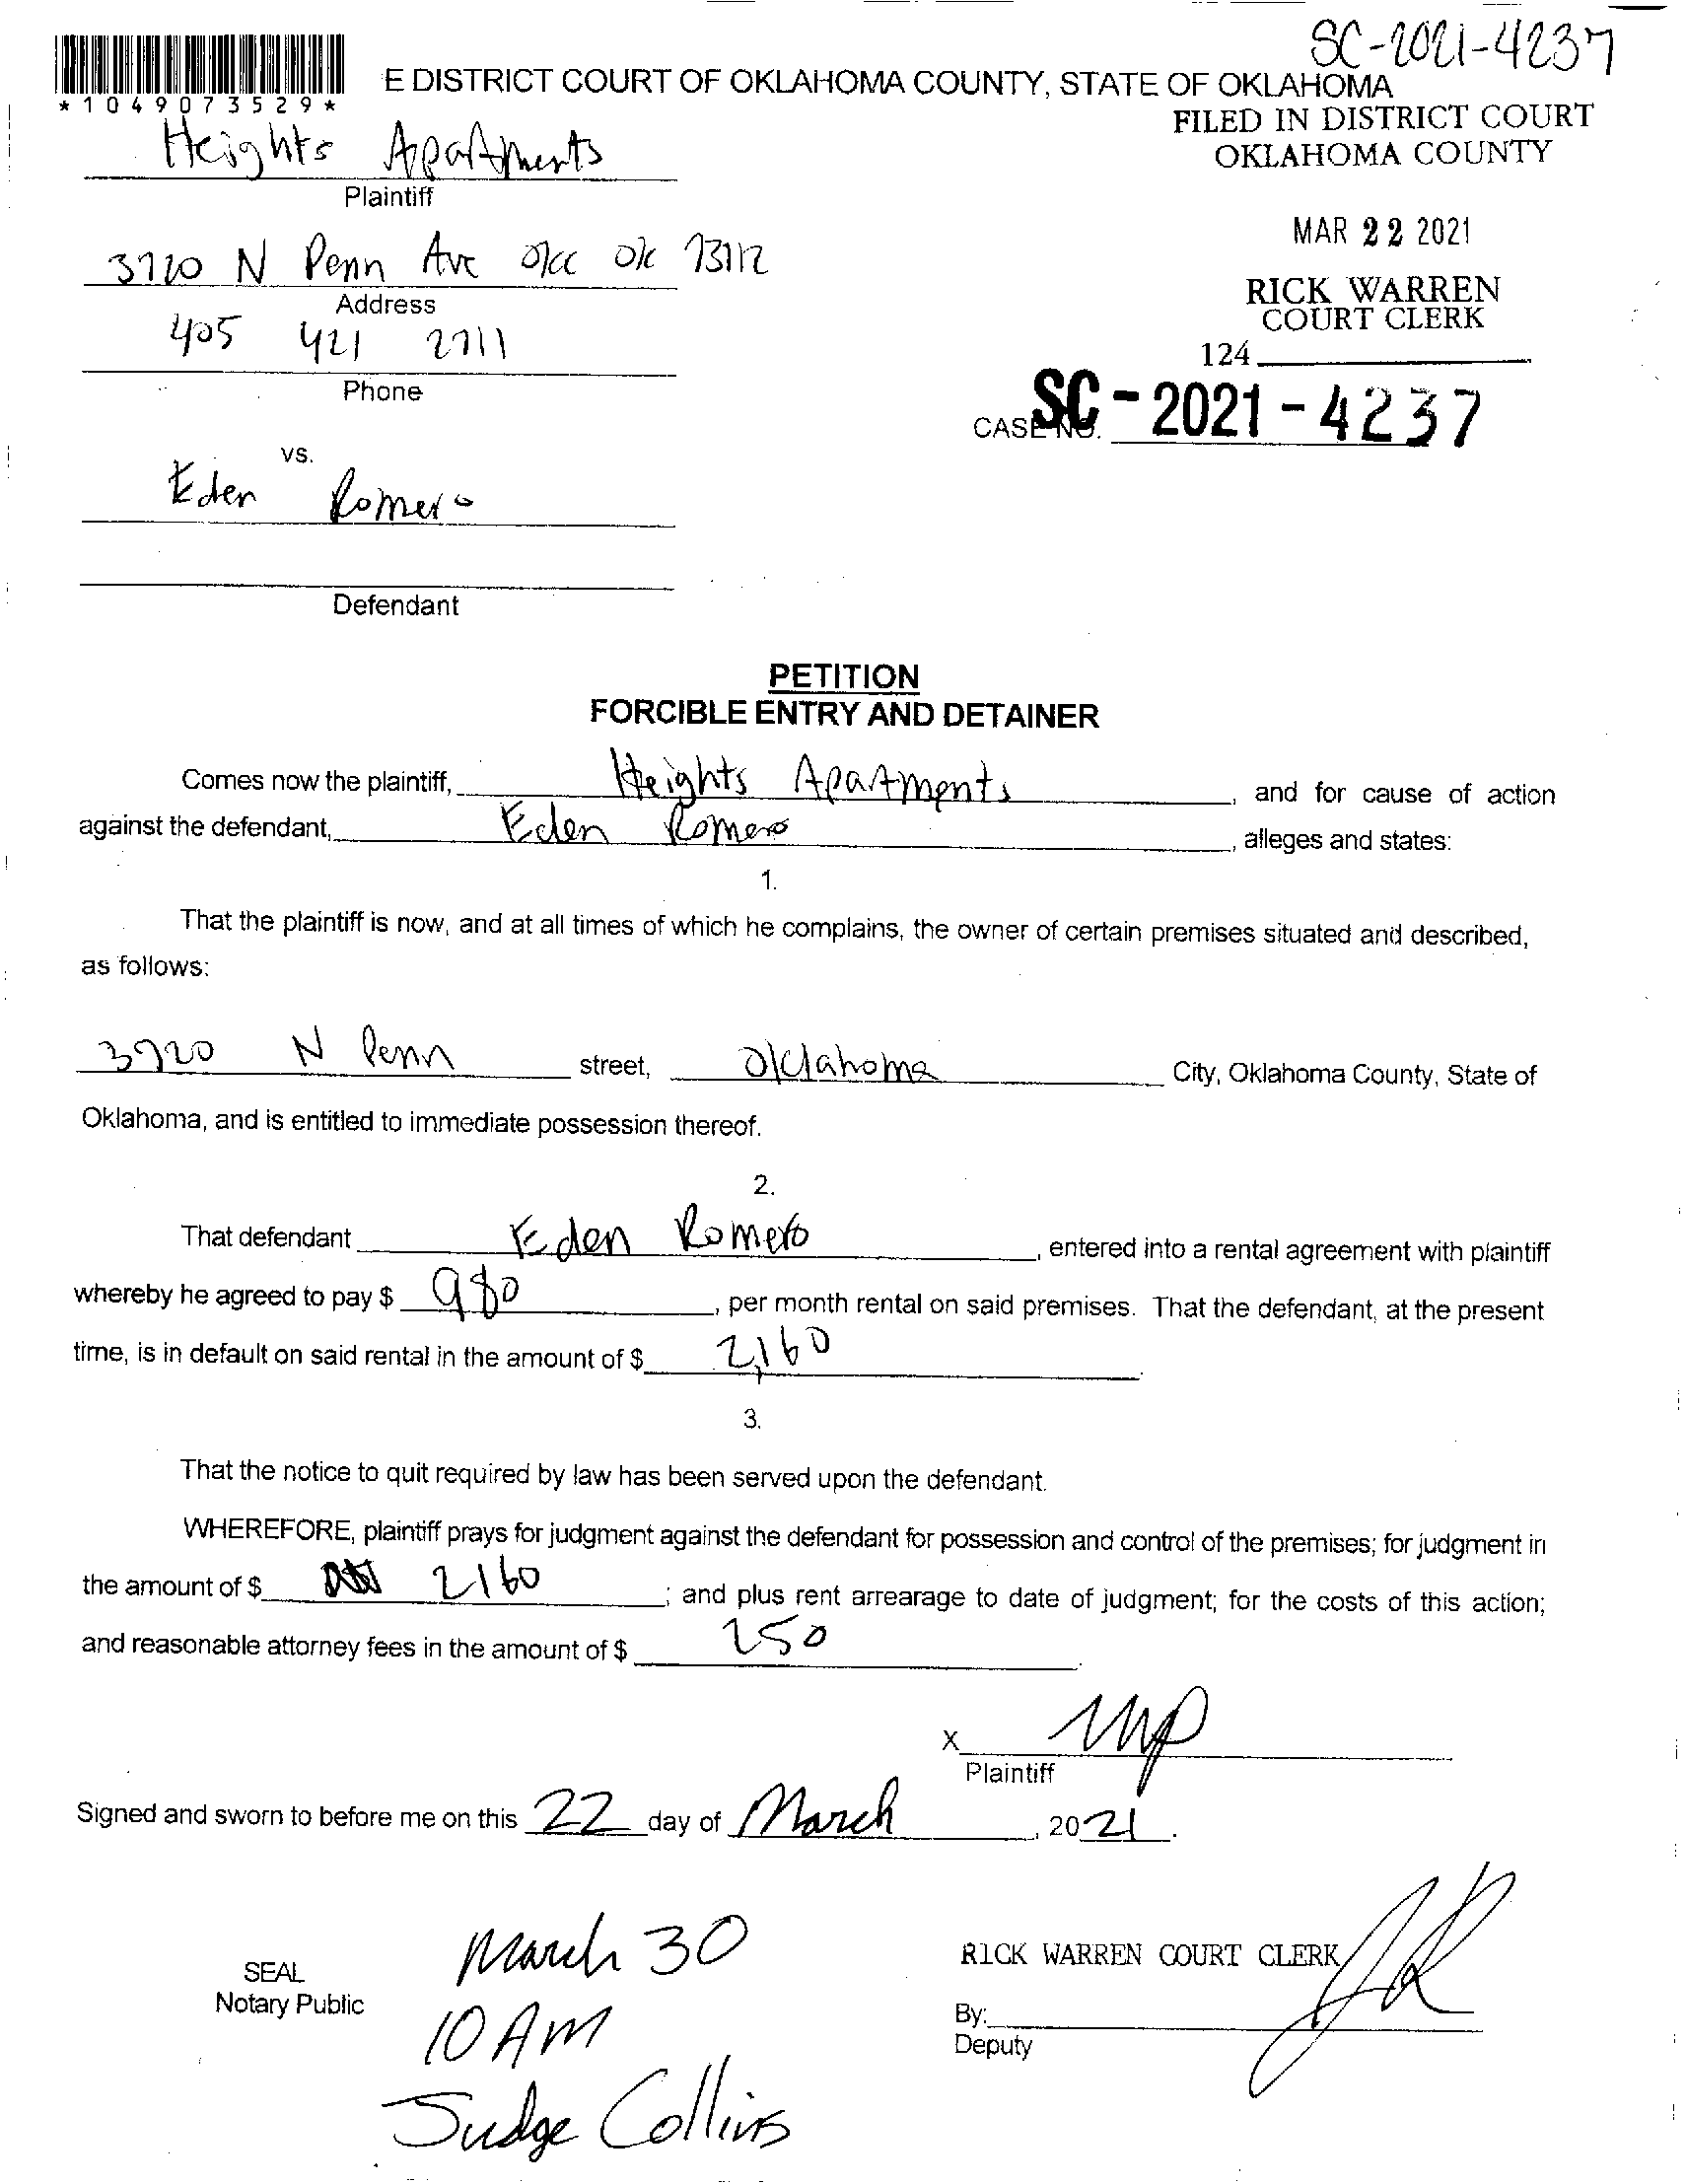 SC-2021-4237
*1049073529*
E DISTRICT COURT OF OKLAHOMA COUNTY, STATE OF OKLAHOMA
FILED IN DISTRICT COURT
OKLAHOMA COUNTY
Heights Apartments
Plaintiff
MAR 22 2021
3720 N Penn Ave OKC OK 73112
Address
RICK WARREN
COURT CLERK
405 421 2711
124
Phone
CASE NO. SC-2021-4237
vs.
Eden Romero
Defendant
PETITION
FORCIBLE ENTRY AND DETAINER
Comes now the plaintiff, Heights Apartments, and for cause of action
against the defendant, Eden Romero, alleges and states:
1.
That the plaintiff is now, and at all times of which he complains, the owner of certain premises situated and described,
as follows:
3720 N Penn street, Oklahoma City, Oklahoma County, State of
Oklahoma, and is entitled to immediate possession thereof.
2.
That defendant Eden Romero, entered into a rental agreement with plaintiff
whereby he agreed to pay $ 980, per month rental on said premises. That the defendant, at the present
time, is in default on said rental in the amount of $ 2,160.
3.
That the notice to quit required by law has been served upon the defendant.
WHEREFORE, plaintiff prays for judgment against the defendant for possession and control of the premises; for judgment in
the amount of $ 2160; and plus rent arrearage to date of judgment; for the costs of this action;
and reasonable attorney fees in the amount of $ 250.
X
Plaintiff
Signed and sworn to before me on this 22 day of March, 2021.
SEAL
Notary Public
March 30
10 AM
Judge Collins
RICK WARREN COURT CLERK
By:
Deputy